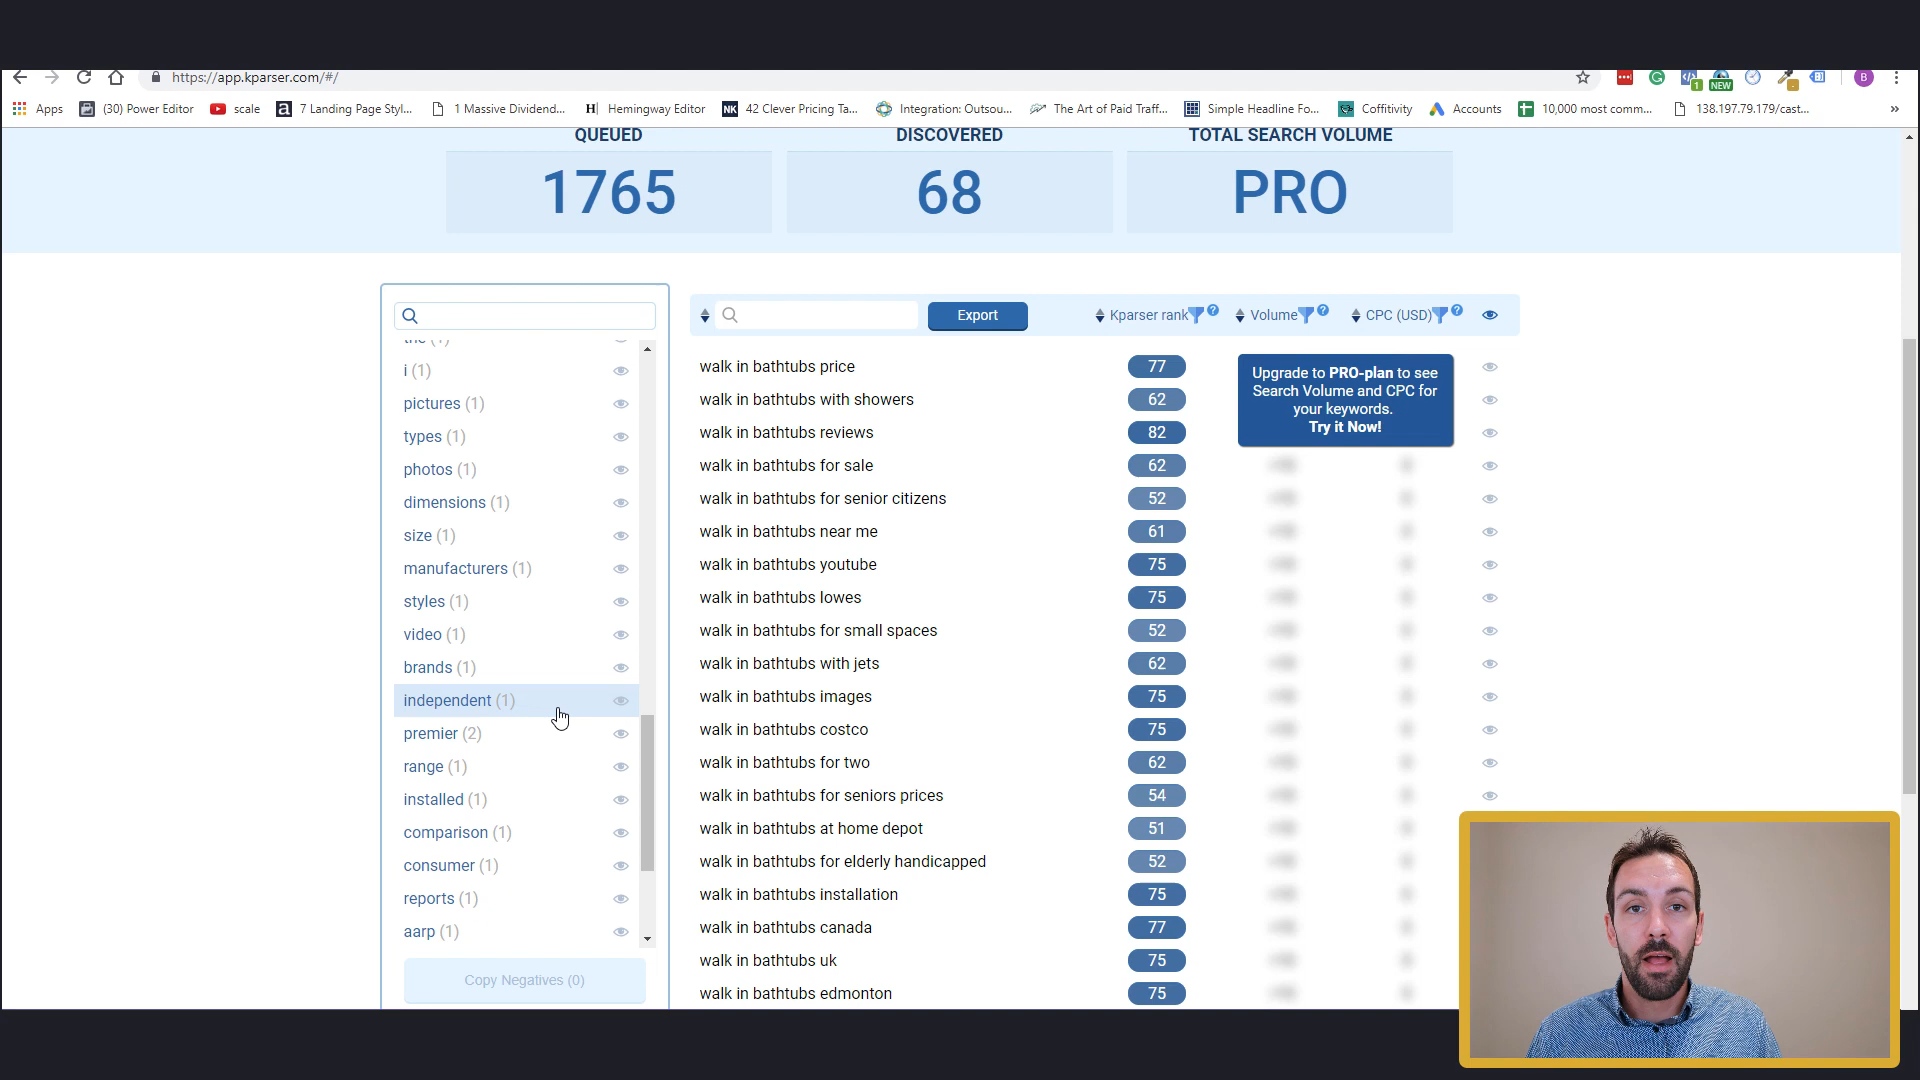 https://app.kparser.com/#/
NEW
1
B
Apps
(30) Power Editor
scale
a
7 Landing Page Styl...
1 Massive Dividend...
H
Hemingway Editor
NK
42 Clever Pricing Ta...
Integration: Outsou...
The Art of Paid Traff...
Simple Headline Fo...
Coffitivity
Accounts
10,000 most comm...
138.197.79.179/cast...
»
QUEUED
DISCOVERED
TOTAL SEARCH VOLUME
1765
68
PRO
Export
Kparser rank
?
Volume
?
CPC (USD)
?
i (1)
pictures (1)
types (1)
photos (1)
dimensions (1)
size (1)
manufacturers (1)
styles (1)
video (1)
brands (1)
independent (1)
premier (2)
range (1)
installed (1)
comparison (1)
consumer (1)
reports (1)
aarp (1)
Copy Negatives (0)
walk in bathtubs price 77
walk in bathtubs with showers 62
walk in bathtubs reviews 82
walk in bathtubs for sale 62
walk in bathtubs for senior citizens 52
walk in bathtubs near me 61
walk in bathtubs youtube 75
walk in bathtubs lowes 75
walk in bathtubs for small spaces 52
walk in bathtubs with jets 62
walk in bathtubs images 75
walk in bathtubs costco 75
walk in bathtubs for two 62
walk in bathtubs for seniors prices 54
walk in bathtubs at home depot 51
walk in bathtubs for elderly handicapped 52
walk in bathtubs installation 75
walk in bathtubs canada 77
walk in bathtubs uk 75
walk in bathtubs edmonton 75
Upgrade to PRO-plan to see
Search Volume and CPC for
your keywords.
Try it Now!